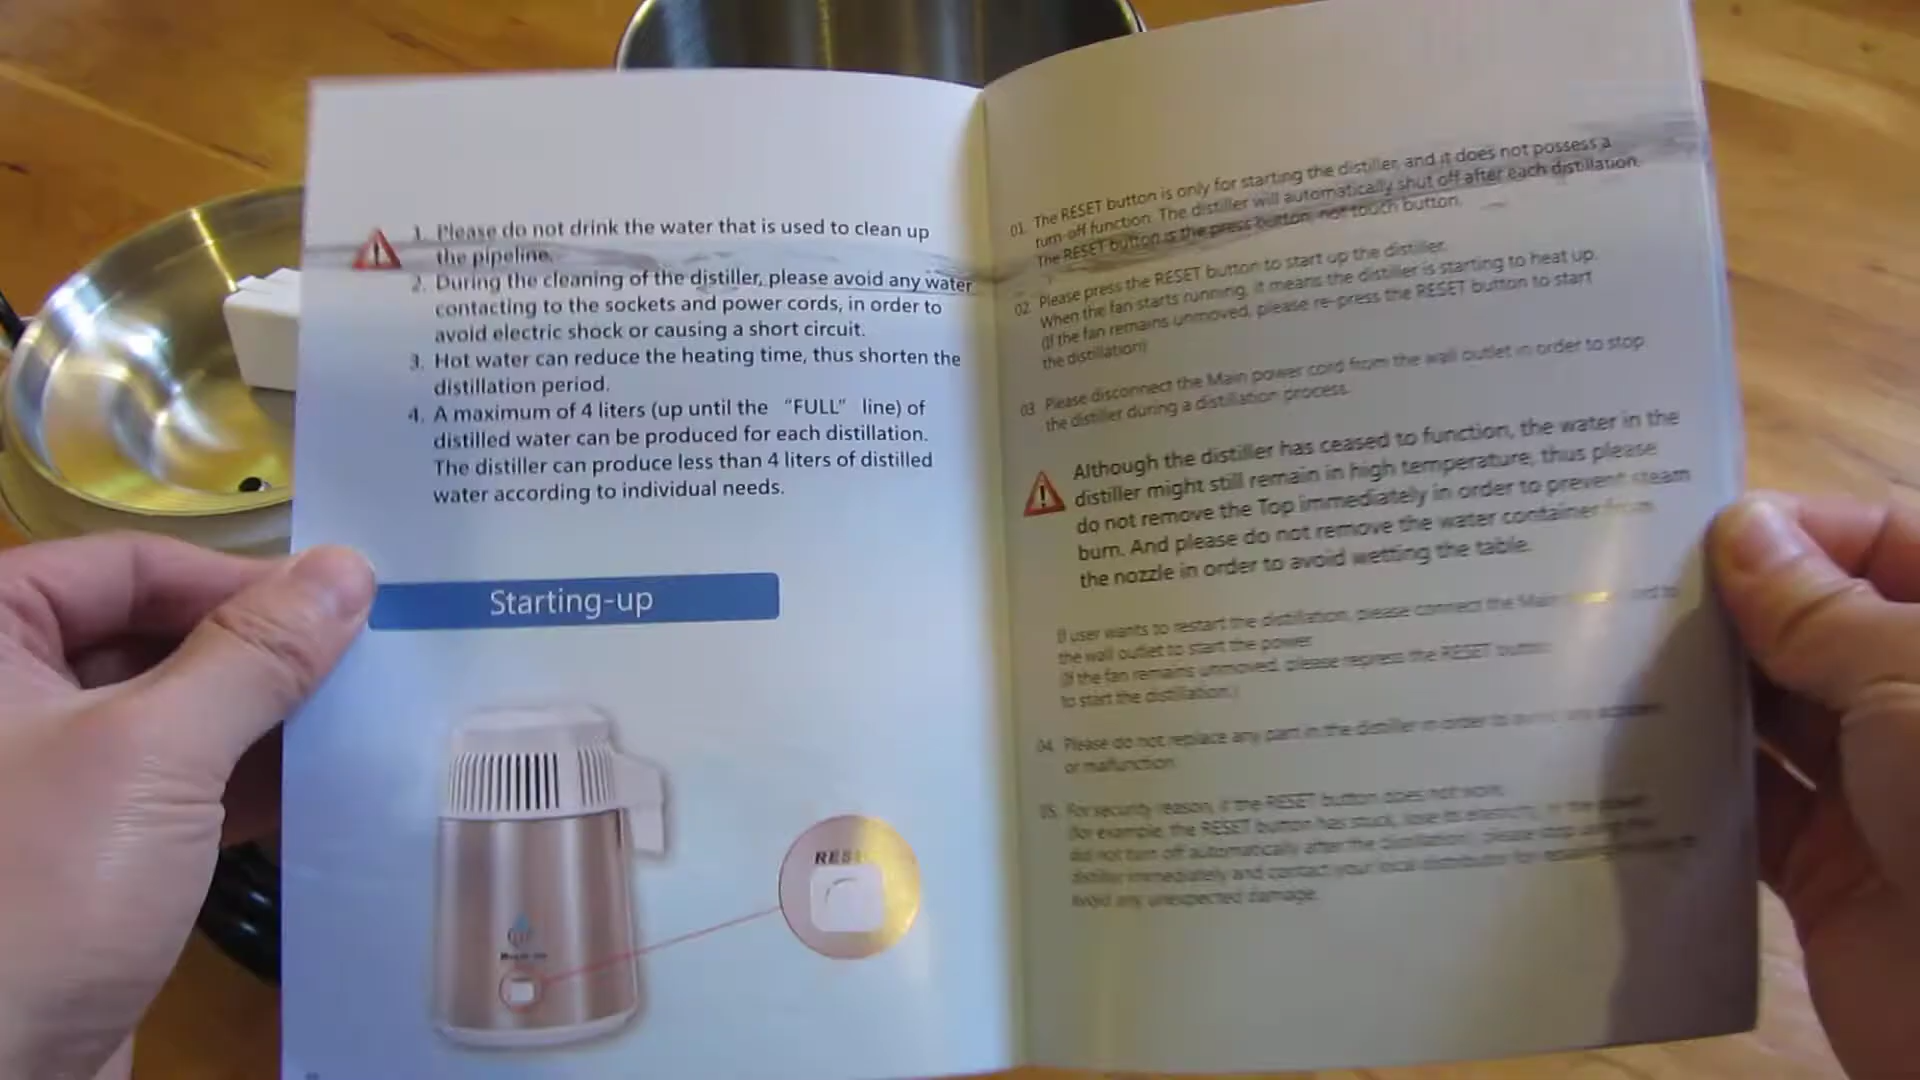 1. Please do not drink the water that is used to clean up
the pipeline.
2. During the cleaning of the distiller, please avoid any water
contacting to the sockets and power cords, in order to
avoid electric shock or causing a short circuit.
3. Hot water can reduce the heating time, thus shorten the
distillation period.
4. A maximum of 4 liters (up until the “FULL” line) of
distilled water can be produced for each distillation.
The distiller can produce less than 4 liters of distilled
water according to individual needs.
Starting-up
01. The RESET button is only for starting the distiller, and it does not possess a
turn-off function. The distiller will automatically shut off after each distillation.
The RESET button is the press button, not touch button.
02. Please press the RESET button to start up the distiller.
When the fan starts running, it means the distiller is starting to heat up.
(If the fan remains unmoved, please re-press the RESET button to start
the distillation)
03. Please disconnect the Main power cord from the wall outlet in order to stop
the distiller during a distillation process.
Although the distiller has ceased to function, the water in the
distiller might still remain in high temperature, thus please
do not remove the Top immediately in order to prevent steam
burn. And please do not remove the water container from
the nozzle in order to avoid wetting the table.
If user wants to restart the distillation, please connect the Main to
the wall outlet to start the power.
(If the fan remains unmoved, please repress the RESET button
to start the distillation.)
04. Please do not replace any part in the distiller in order to
or malfunction.
05. For security reason, if the RESET button does not work,
(for example, the RESET button has stuck, lose its elasticity, or the power
did not turn off automatically after the distillation), please stop using the
distiller immediately and contact your local distributor for
avoid any unexpected damage.